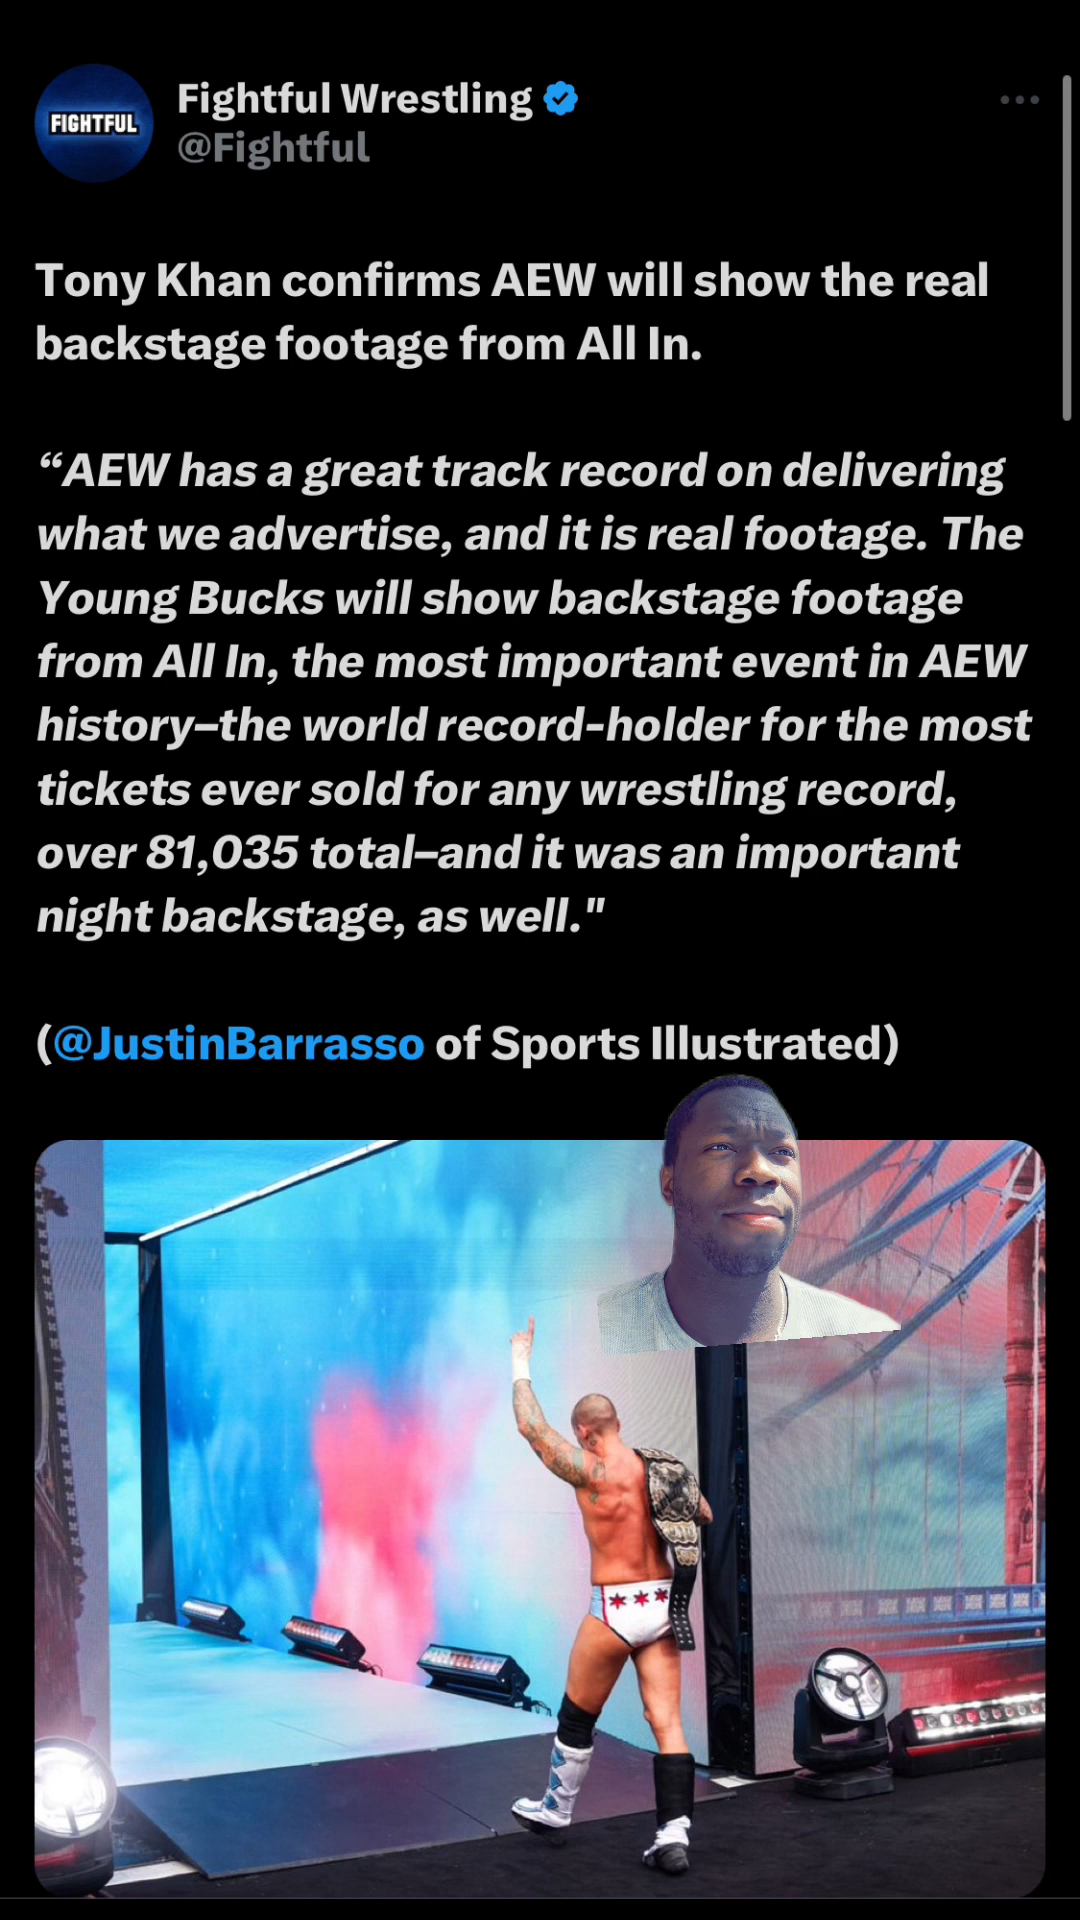 FIGHTFUL
Fightful Wrestling
@Fightful
Tony Khan confirms AEW will show the real
backstage footage from All In.
“AEW has a great track record on delivering
what we advertise, and it is real footage. The
Young Bucks will show backstage footage
from All In, the most important event in AEW
history–the world record-holder for the most
tickets ever sold for any wrestling record,
over 81,035 total–and it was an important
night backstage, as well."
(@JustinBarrasso of Sports Illustrated)